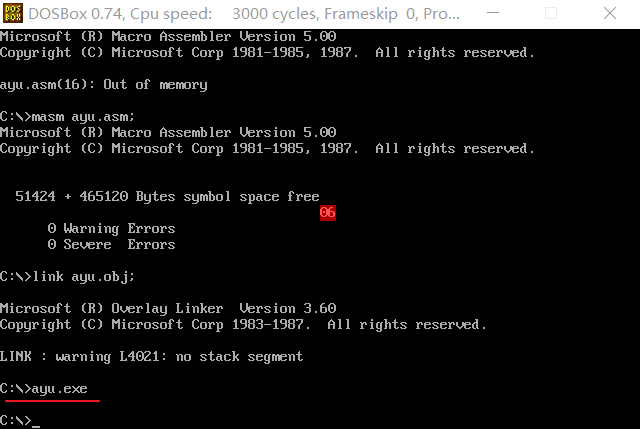 DOSBox 0.74, Cpu speed: 3000 cycles, Frameskip 0, Pro...
Microsoft (R) Macro Assembler Version 5.00
Copyright (C) Microsoft Corp 1981-1985, 1987. All rights reserved.
ayu.asm(16): Out of memory
C:\>masm ayu.asm;
Microsoft (R) Macro Assembler Version 5.00
Copyright (C) Microsoft Corp 1981-1985, 1987. All rights reserved.
51424 + 465120 Bytes symbol space free
06
0 Warning Errors
0 Severe Errors
C:\>link ayu.obj;
Microsoft (R) Overlay Linker Version 3.60
Copyright (C) Microsoft Corp 1983-1987. All rights reserved.
LINK : warning L4021: no stack segment
C:\>ayu.exe
C:\>_